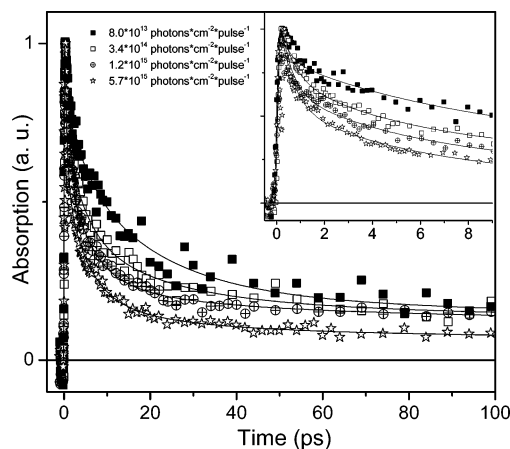 8.0*10¹³ photons*cm⁻²*pulse⁻¹
3.4*10¹⁴ photons*cm⁻²*pulse⁻¹
1.2*10¹⁵ photons*cm⁻²*pulse⁻¹
5.7*10¹⁵ photons*cm⁻²*pulse⁻¹
1
0
Absorption (a. u.)
0 2 4 6 8
0 20 40 60 80 100
Time (ps)